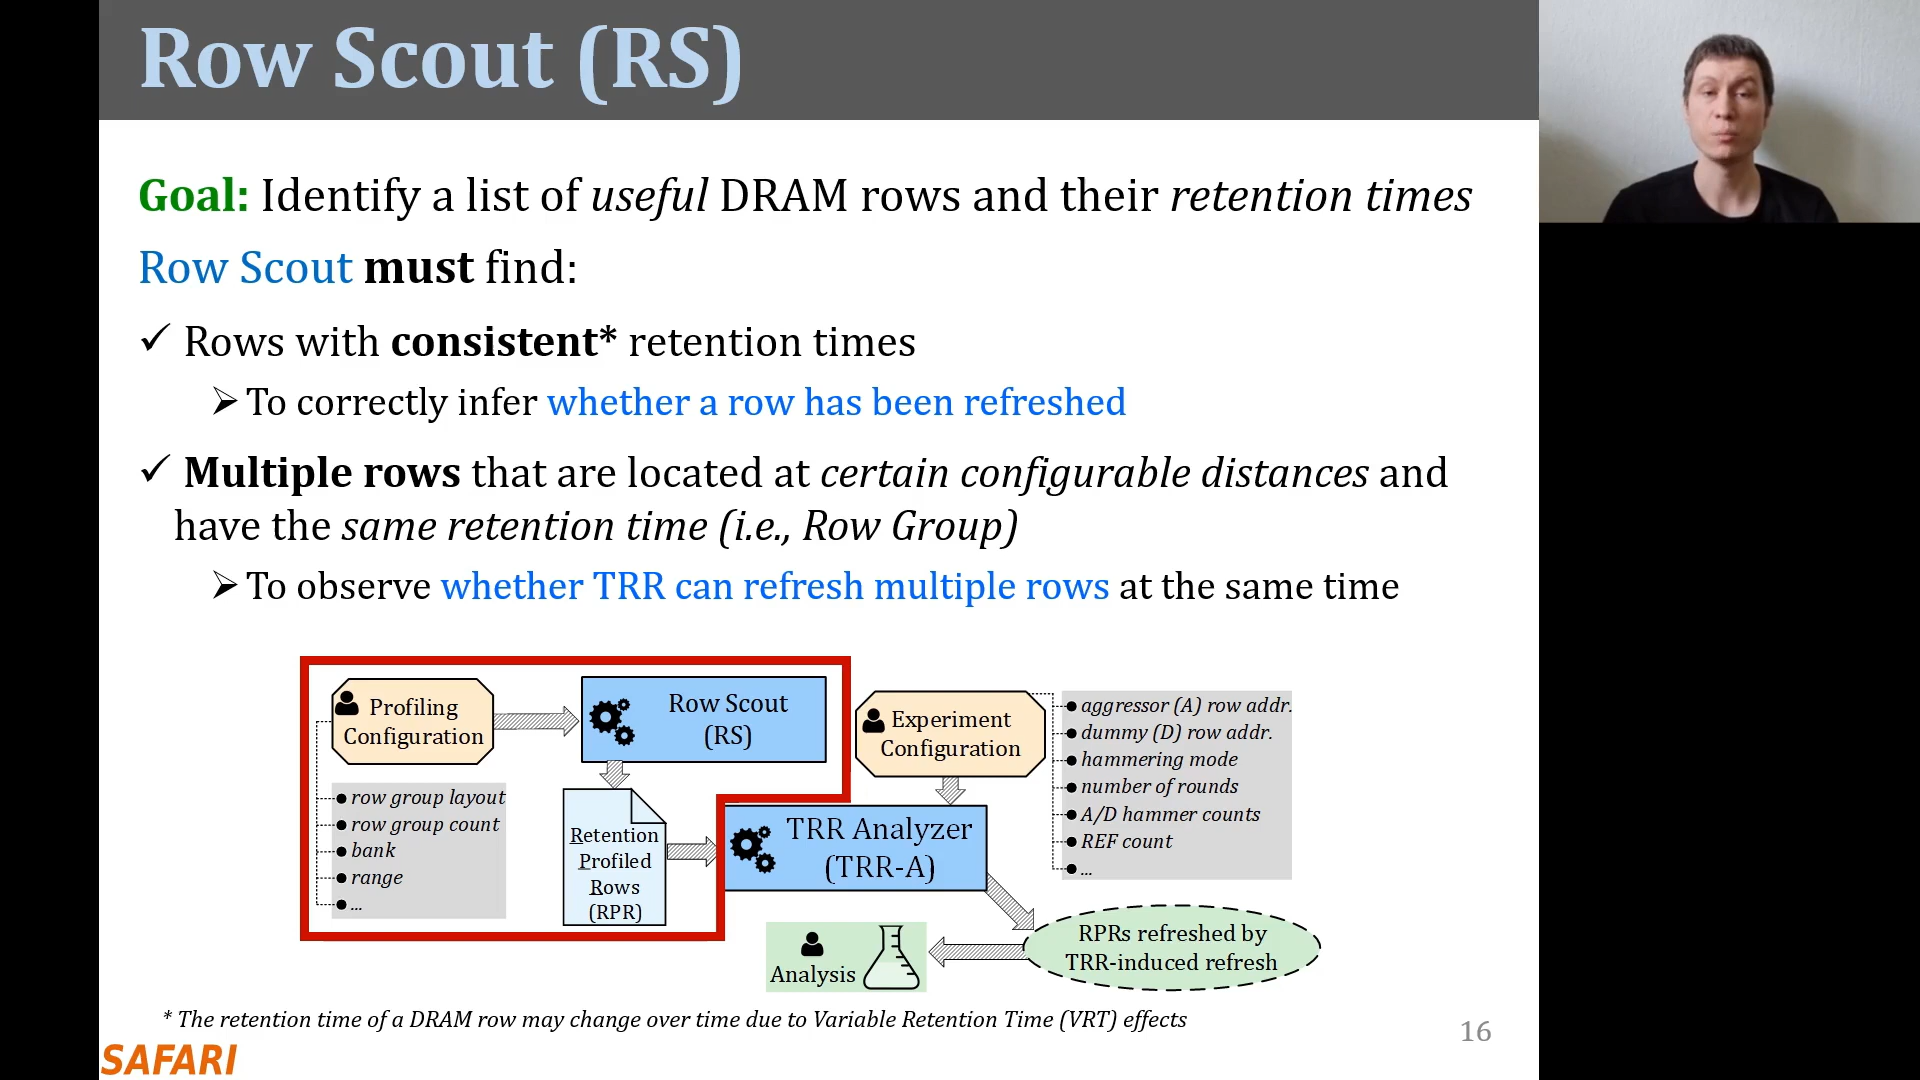 Row Scout (RS)
Goal: Identify a list of useful DRAM rows and their retention times
Row Scout must find:
✓ Rows with consistent* retention times
➢ To correctly infer whether a row has been refreshed
✓ Multiple rows that are located at certain configurable distances and
have the same retention time (i.e., Row Group)
➢ To observe whether TRR can refresh multiple rows at the same time
Profiling
Configuration
• row group layout
• row group count
• bank
• range
• ...
Row Scout
(RS)
Retention
Profiled
Rows
(RPR)
TRR Analyzer
(TRR-A)
Experiment
Configuration
• aggressor (A) row addr.
• dummy (D) row addr.
• hammering mode
• number of rounds
• A/D hammer counts
• REF count
• ...
RPRs refreshed by
TRR-induced refresh
Analysis
* The retention time of a DRAM row may change over time due to Variable Retention Time (VRT) effects
SAFARI
16